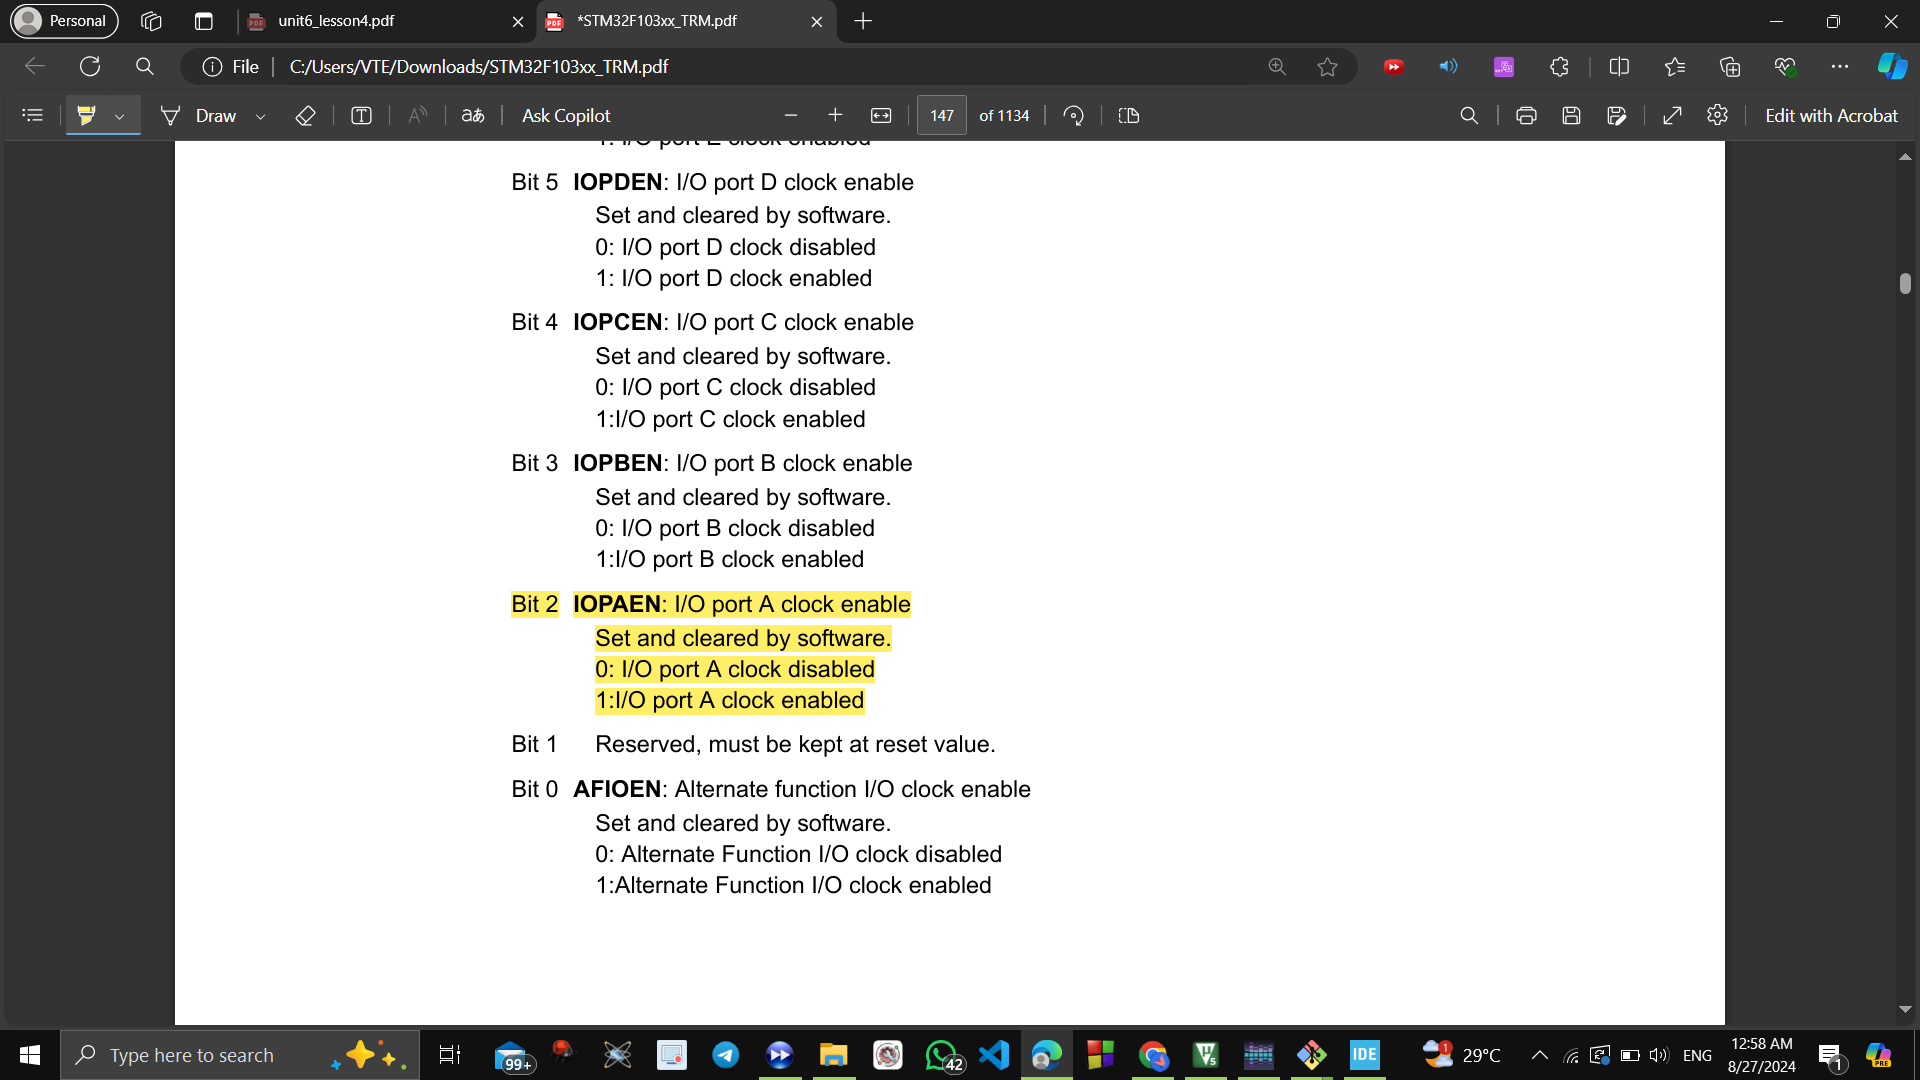 Personal
unit6_lesson4.pdf
*STM32F103xx_TRM.pdf
File
C:/Users/VTE/Downloads/STM32F103xx_TRM.pdf
Draw
Ask Copilot
147 of 1134
Edit with Acrobat
1: I/O port E clock enabled
Bit 5 IOPDEN: I/O port D clock enable
Set and cleared by software.
0: I/O port D clock disabled
1: I/O port D clock enabled
Bit 4 IOPCEN: I/O port C clock enable
Set and cleared by software.
0: I/O port C clock disabled
1:I/O port C clock enabled
Bit 3 IOPBEN: I/O port B clock enable
Set and cleared by software.
0: I/O port B clock disabled
1:I/O port B clock enabled
Bit 2 IOPAEN: I/O port A clock enable
Set and cleared by software.
0: I/O port A clock disabled
1:I/O port A clock enabled
Bit 1 Reserved, must be kept at reset value.
Bit 0 AFIOEN: Alternate function I/O clock enable
Set and cleared by software.
0: Alternate Function I/O clock disabled
1:Alternate Function I/O clock enabled
Type here to search
99+
42
IDE
1
29°C
ENG
12:58 AM
8/27/2024
1
PRE